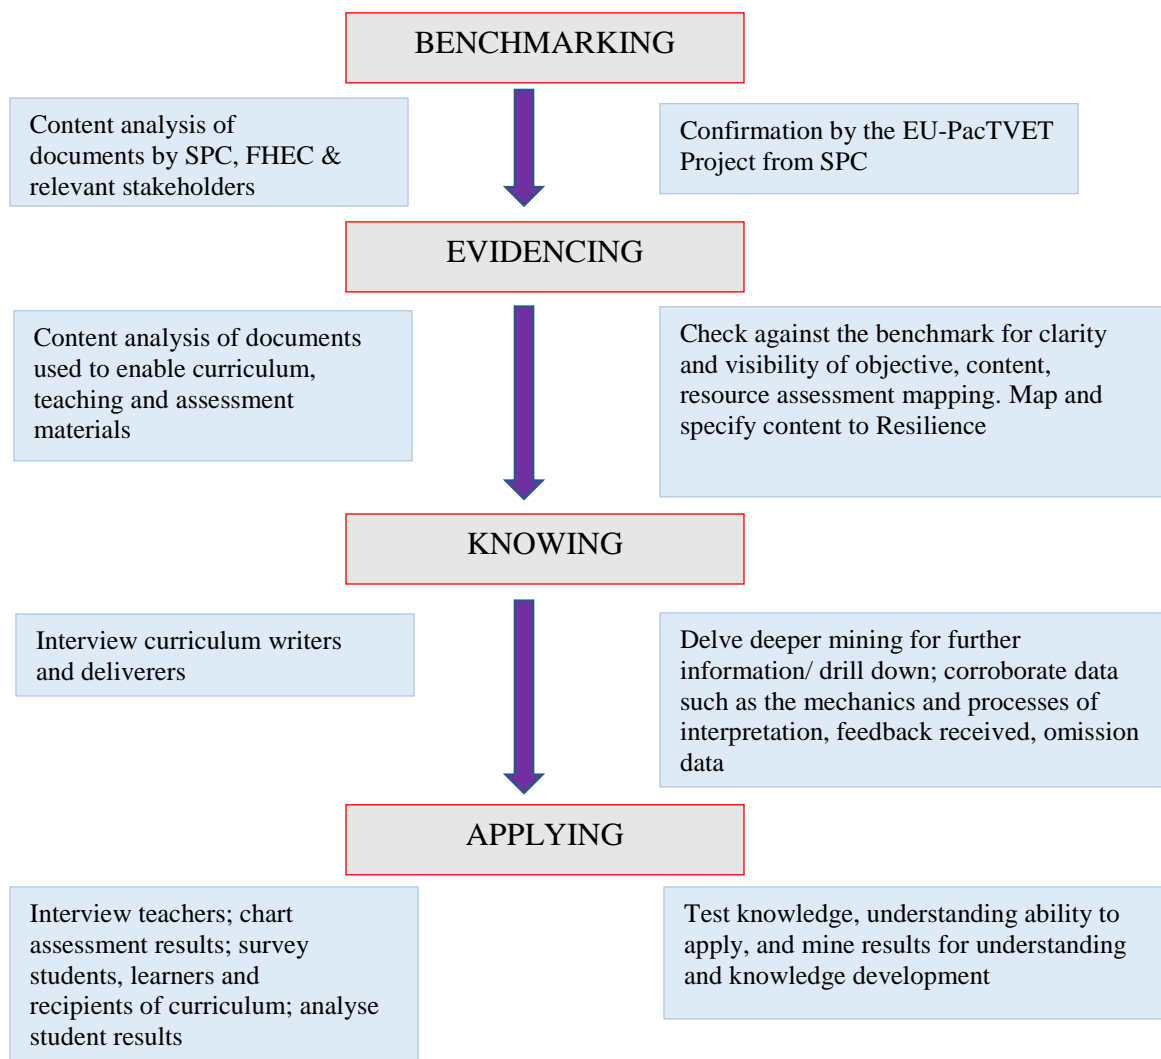 BENCHMARKING
Content analysis of
documents by SPC, FHEC &
relevant stakeholders
Confirmation by the EU-PacTVET
Project from SPC
EVIDENCING
Content analysis of documents
used to enable curriculum,
teaching and assessment
materials
Check against the benchmark for clarity
and visibility of objective, content,
resource assessment mapping. Map and
specify content to Resilience
KNOWING
Interview curriculum writers
and deliverers
Delve deeper mining for further
information/ drill down; corroborate data
such as the mechanics and processes of
interpretation, feedback received, omission
data
APPLYING
Interview teachers; chart
assessment results; survey
students, learners and
recipients of curriculum; analyse
student results
Test knowledge, understanding ability to
apply, and mine results for understanding
and knowledge development